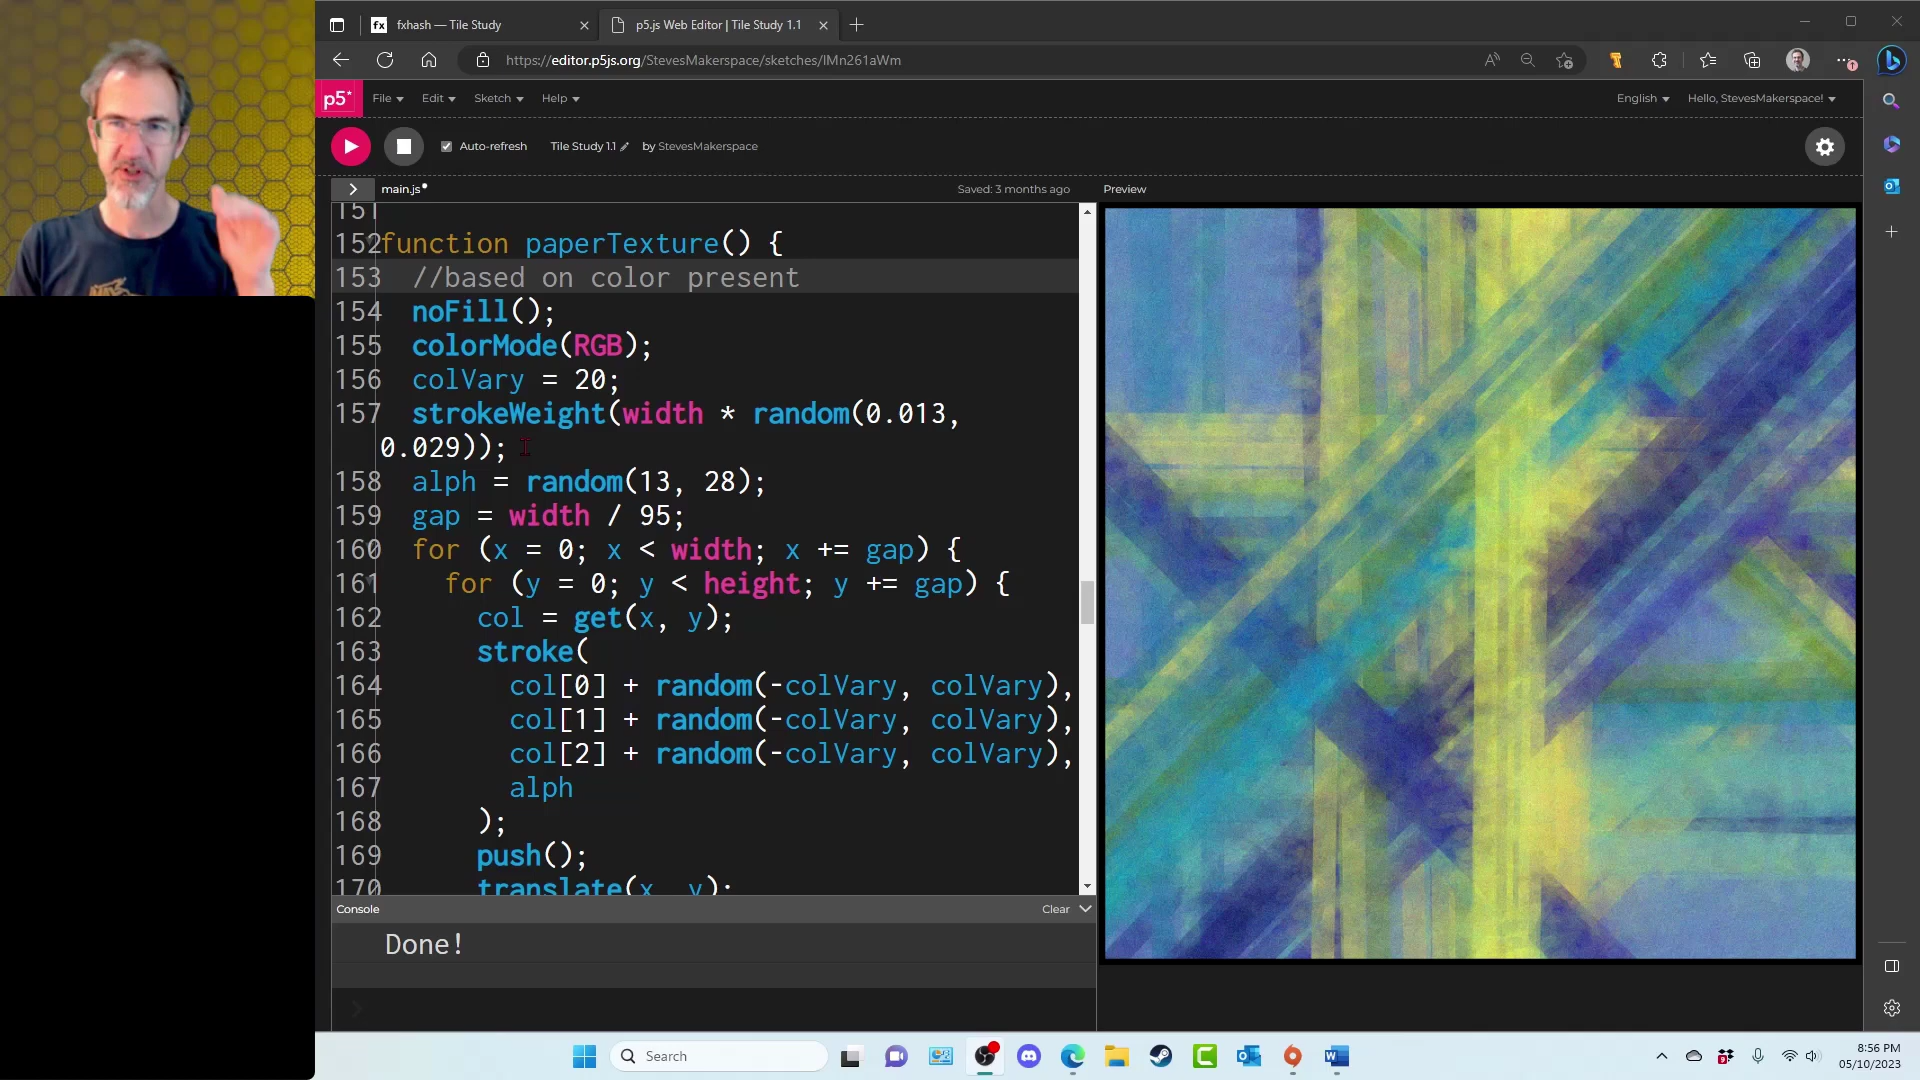 fx fxhash — Tile Study
p5.js Web Editor | Tile Study 1.1
https://editor.p5js.org/StevesMakerspace/sketches/lMn261aWm
p5*
File
Edit
Sketch
Help
English
Hello, StevesMakerspace!
Auto-refresh
Tile Study 1.1
by StevesMakerspace
main.js
Saved: 3 months ago
Preview
151
152 function paperTexture() {
153 //based on color present
154 noFill();
155 colorMode(RGB);
156 colVary = 20;
157 strokeWeight(width * random(0.013,
0.029));
158 alph = random(13, 28);
159 gap = width / 95;
160 for (x = 0; x < width; x += gap) {
161 for (y = 0; y < height; y += gap) {
162 col = get(x, y);
163 stroke(
164 col[0] + random(-colVary, colVary),
165 col[1] + random(-colVary, colVary),
166 col[2] + random(-colVary, colVary),
167 alph
168 );
169 push();
170 translate(x, y);
Console
Clear
Done!
Search
8:56 PM
05/10/2023